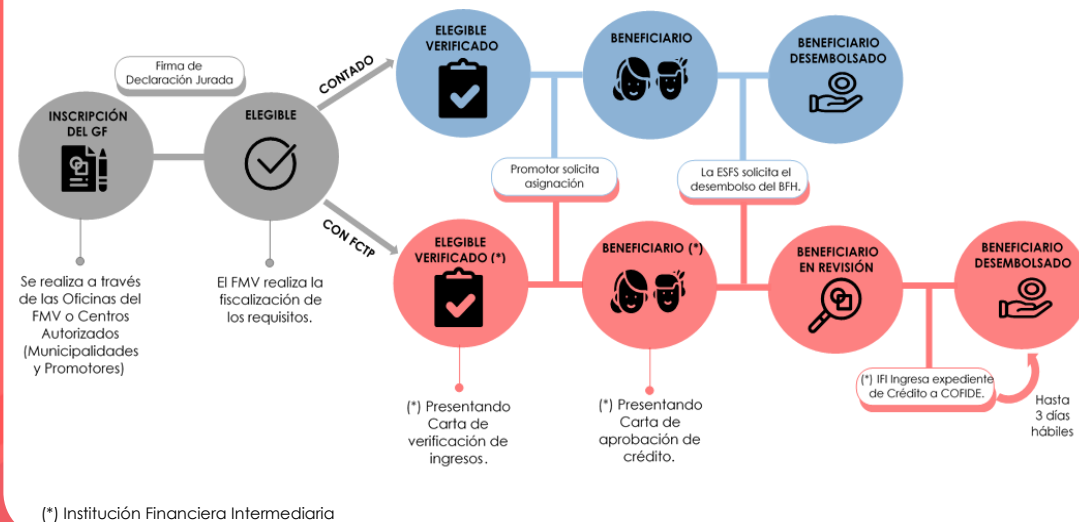 Firma de
Declaración Jurada
INSCRIPCIÓN
DEL GF
Se realiza a través
de las Oficinas del
FMV o Centros
Autorizados
(Municipalidades
y Promotores)
ELEGIBLE
El FMV realiza la
fiscalización de
los requisitos.
CONTADO
ELEGIBLE
VERIFICADO
BENEFICIARIO
BENEFICIARIO
DESEMBOLSADO
Promotor solicita
asignación
La ESFS solicita el
desembolso del BFH.
CON FCTP
ELEGIBLE
VERIFICADO (*)
(*) Presentando
Carta de
verificación de
ingresos.
BENEFICIARIO (*)
(*) Presentando
Carta de
aprobación de
crédito.
BENEFICIARIO
EN REVISIÓN
(*) IFI Ingresa expediente
de Crédito a COFIDE.
BENEFICIARIO
DESEMBOLSADO
Hasta
3 días
hábiles
(*) Institución Financiera Intermediaria